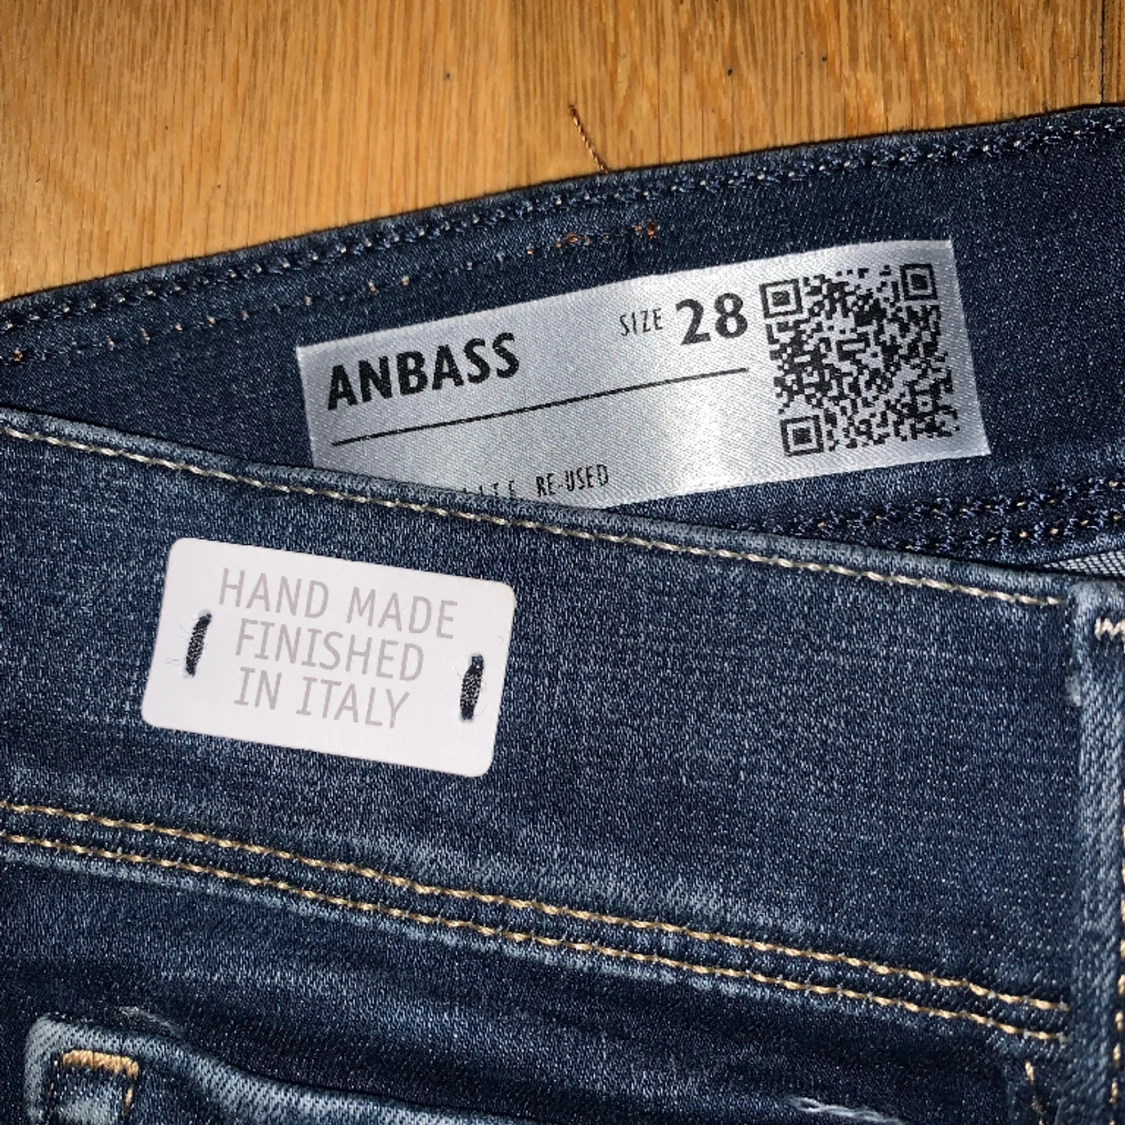 ANBASS
SIZE 28
RE-USED
HAND MADE
FINISHED
IN ITALY